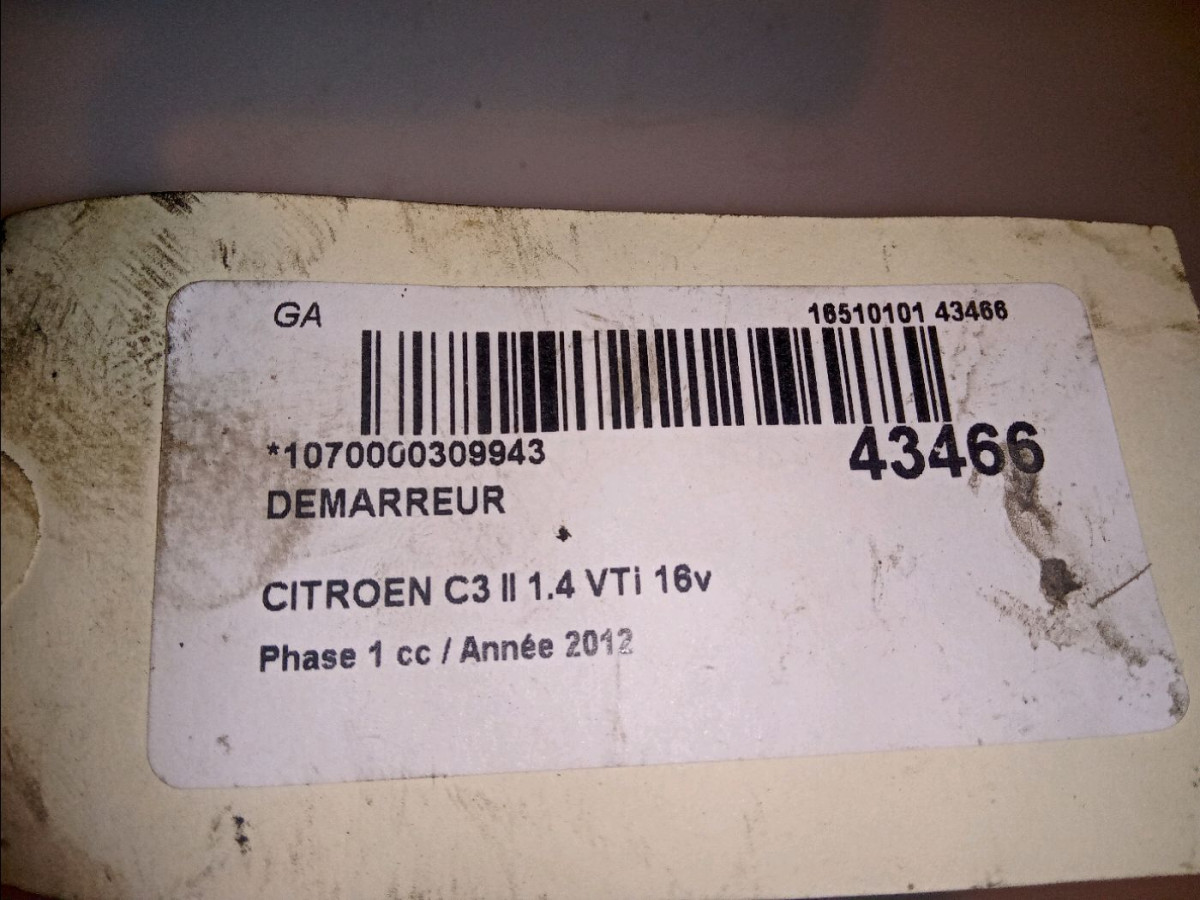 GA
16510101 43466
*1070000309943
43466
DEMARREUR
CITROEN C3 II 1.4 VTi 16v
Phase 1 cc / Année 2012